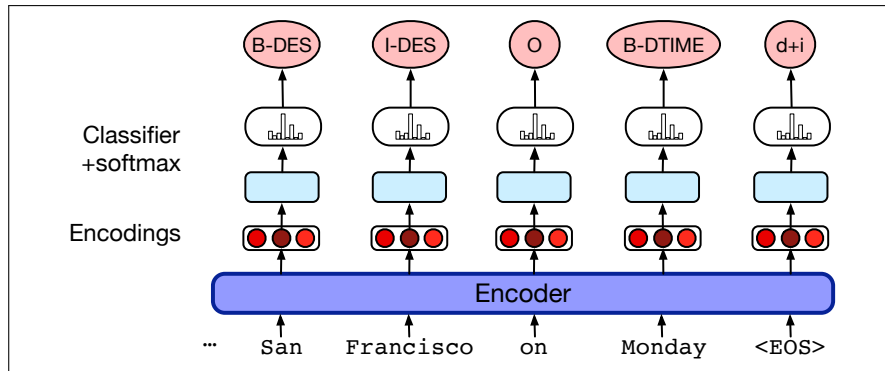 B-DES I-DES O B-DTIME d+i
Classifier
+softmax
Encodings
Encoder
… San Francisco on Monday <EOS>